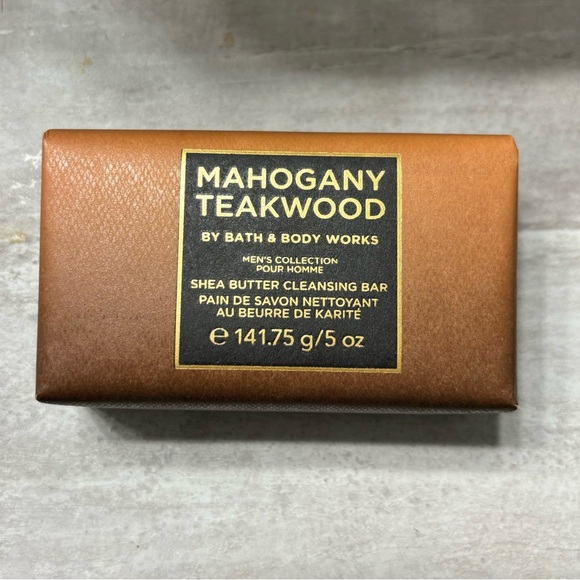 MAHOGANY
TEAKWOOD
BY BATH & BODY WORKS
MEN'S COLLECTION
POUR HOMME
SHEA BUTTER CLEANSING BAR
PAIN DE SAVON NETTOYANT
AU BEURRE DE KARITÉ
℮ 141.75 g/5 oz